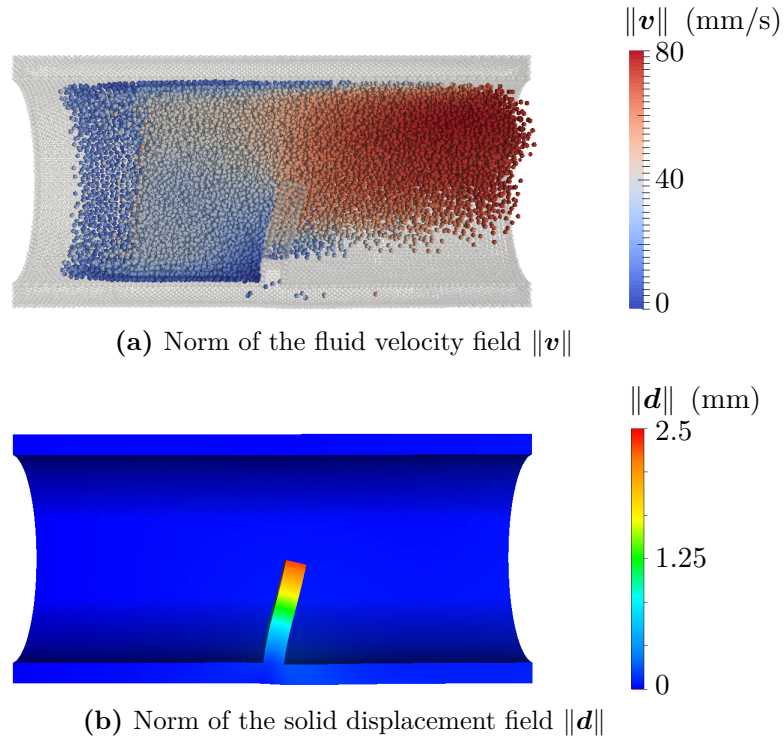 ‖v‖ (mm/s)
80
40
0
(a) Norm of the fluid velocity field ‖v‖
‖d‖ (mm)
2.5
1.25
0
(b) Norm of the solid displacement field ‖d‖